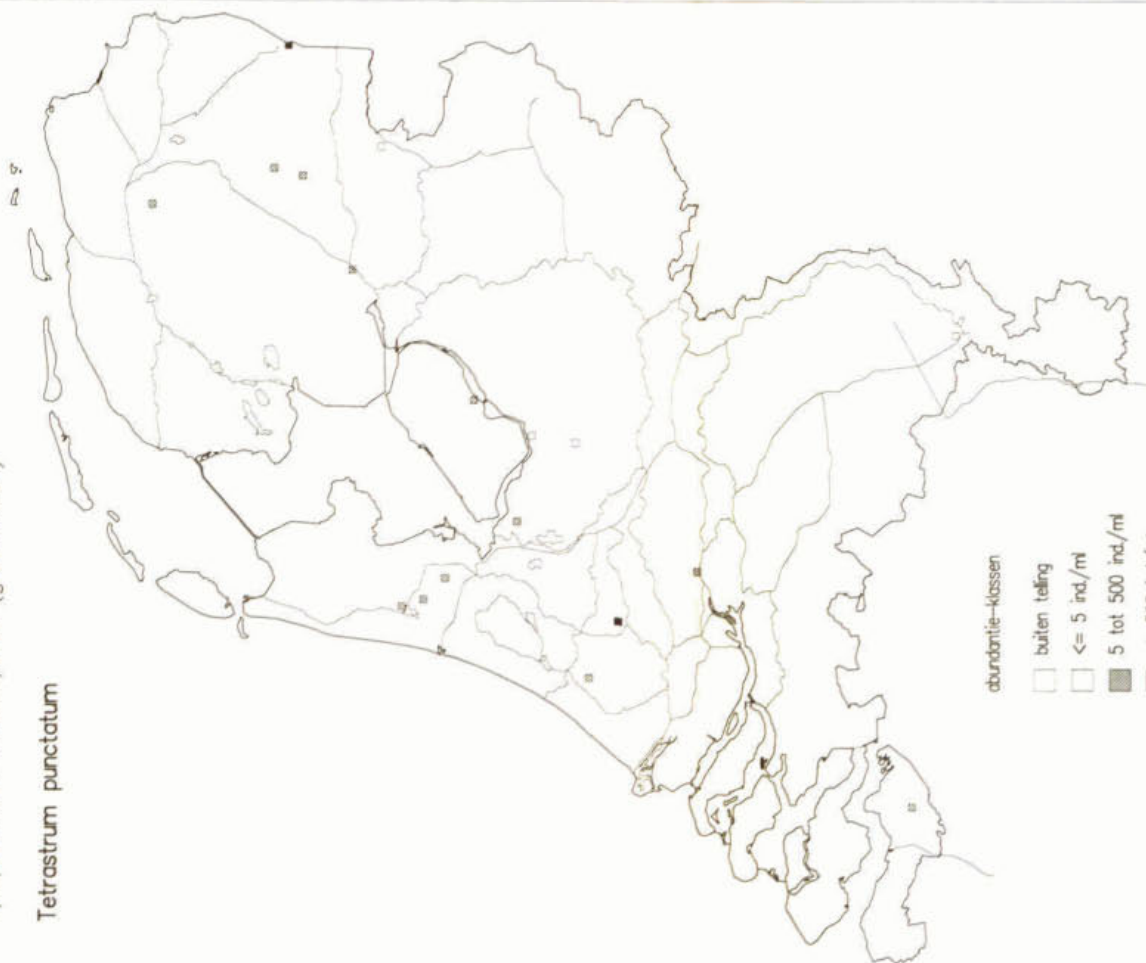 Tetrastrum punctatum
abundantie-klassen
buiten telling
<= 5 ind./ml
5 tot 500 ind./ml